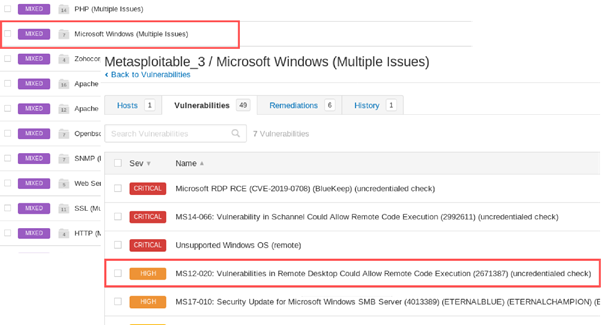 MIXED 14 PHP (Multiple Issues)
MIXED 7 Microsoft Windows (Multiple Issues)
MIXED 4 Zohocor
MIXED Apache
MIXED 12 Apache
MIXED 7 Openbso
MIXED 7 SNMP (I
MIXED 9 Web Ser
MIXED 11 SSL (Mu
MIXED 4 HTTP (M
Metasploitable_3 / Microsoft Windows (Multiple Issues)
‹ Back to Vulnerabilities
Hosts 1 Vulnerabilities 49 Remediations 6 History 1
Search Vulnerabilities 7 Vulnerabilities
Sev ▼ Name ▲
CRITICAL Microsoft RDP RCE (CVE-2019-0708) (BlueKeep) (uncredentialed check)
CRITICAL MS14-066: Vulnerability in Schannel Could Allow Remote Code Execution (2992611) (uncredentialed check)
CRITICAL Unsupported Windows OS (remote)
HIGH MS12-020: Vulnerabilities in Remote Desktop Could Allow Remote Code Execution (2671387) (uncredentialed check)
HIGH MS17-010: Security Update for Microsoft Windows SMB Server (4013389) (ETERNALBLUE) (ETERNALCHAMPION) (E